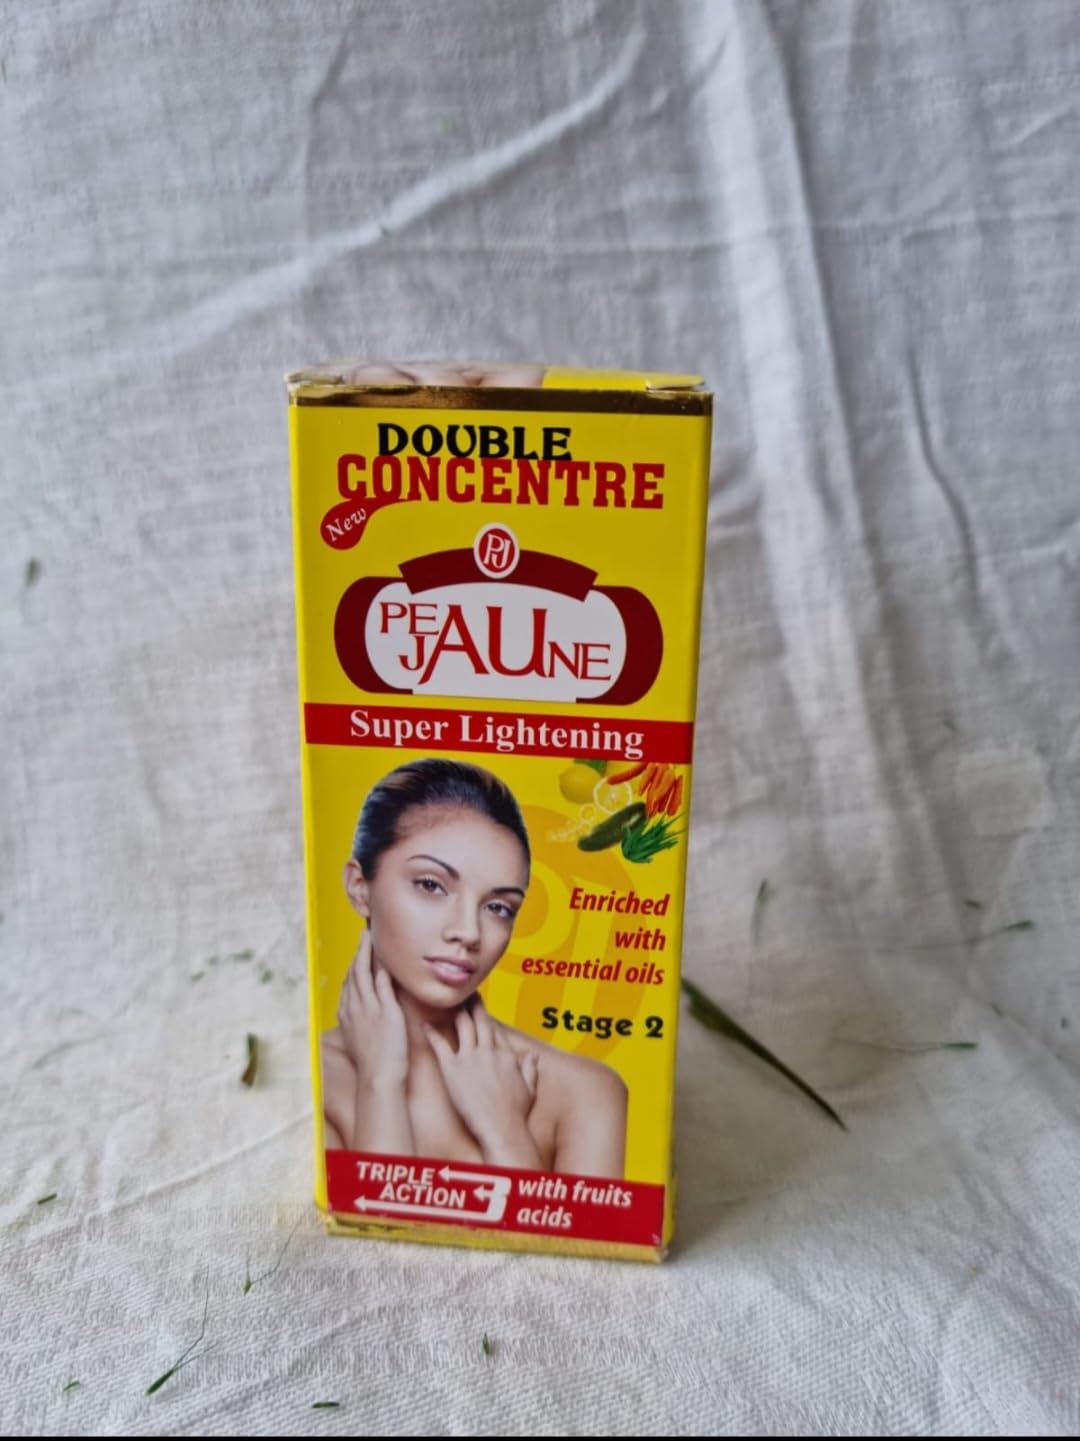 DOUBLE
CONCENTRE
New
PJ
PEAU
JAUNE
Super Lightening
Enriched
with
essential oils
Stage 2
TRIPLE
ACTION 3
with fruits
acids